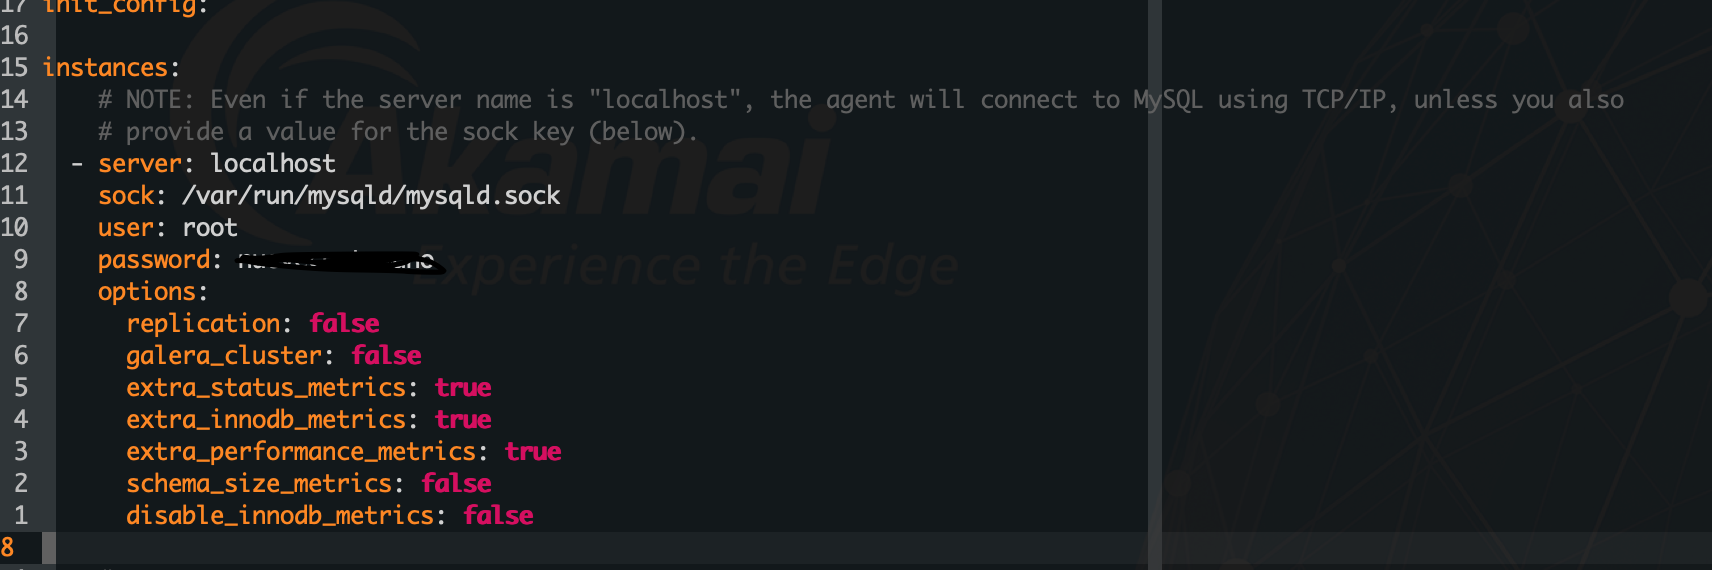 17 init_config:
16
15 instances:
14 # NOTE: Even if the server name is "localhost", the agent will connect to MySQL using TCP/IP, unless you also
13 # provide a value for the sock key (below).
12 - server: localhost
11 sock: /var/run/mysqld/mysqld.sock
10 user: root
9 password:
8 options:
7 replication: false
6 galera_cluster: false
5 extra_status_metrics: true
4 extra_innodb_metrics: true
3 extra_performance_metrics: true
2 schema_size_metrics: false
1 disable_innodb_metrics: false
8
Akamai
Experience the Edge